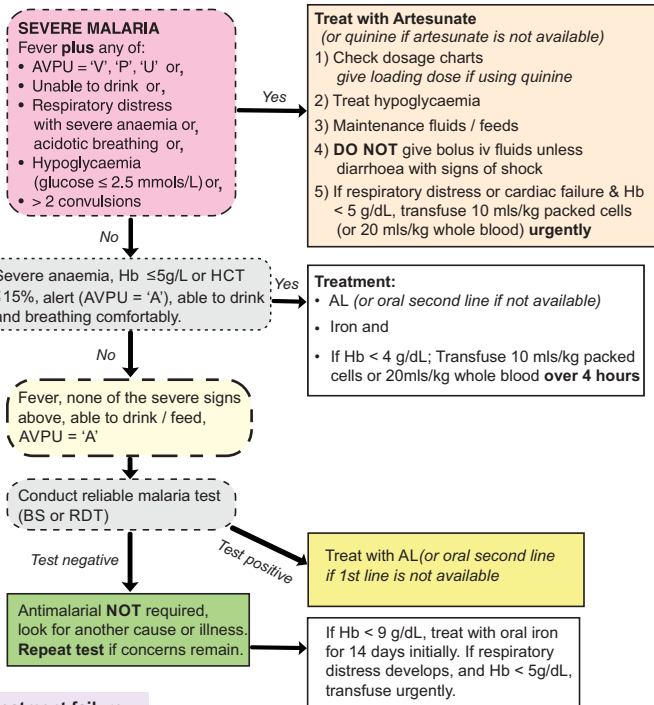 SEVERE MALARIA
Fever plus any of:
• AVPU = 'V', 'P', 'U' or,
• Unable to drink or,
• Respiratory distress
with severe anaemia or,
acidotic breathing or,
• Hypoglycaemia
(glucose ≤ 2.5 mmols/L) or,
• > 2 convulsions
Yes
Treat with Artesunate
(or quinine if artesunate is not available)
1) Check dosage charts
give loading dose if using quinine
2) Treat hypoglycaemia
3) Maintenance fluids / feeds
4) DO NOT give bolus iv fluids unless
diarrhoea with signs of shock
5) If respiratory distress or cardiac failure & Hb
< 5 g/dL, transfuse 10 mls/kg packed cells
(or 20 mls/kg whole blood) urgently
No
Severe anaemia, Hb ≤5g/L or HCT
15%, alert (AVPU = 'A'), able to drink
and breathing comfortably.
Yes
Treatment:
• AL (or oral second line if not available)
• Iron and
• If Hb < 4 g/dL; Transfuse 10 mls/kg packed
cells or 20mls/kg whole blood over 4 hours
No
Fever, none of the severe signs
above, able to drink / feed,
AVPU = 'A'
Conduct reliable malaria test
(BS or RDT)
Test negative
Test positive
Treat with AL(or oral second line
if 1st line is not available
Antimalarial NOT required,
look for another cause or illness.
Repeat test if concerns remain.
If Hb < 9 g/dL, treat with oral iron
for 14 days initially. If respiratory
distress develops, and Hb < 5g/dL,
transfuse urgently.